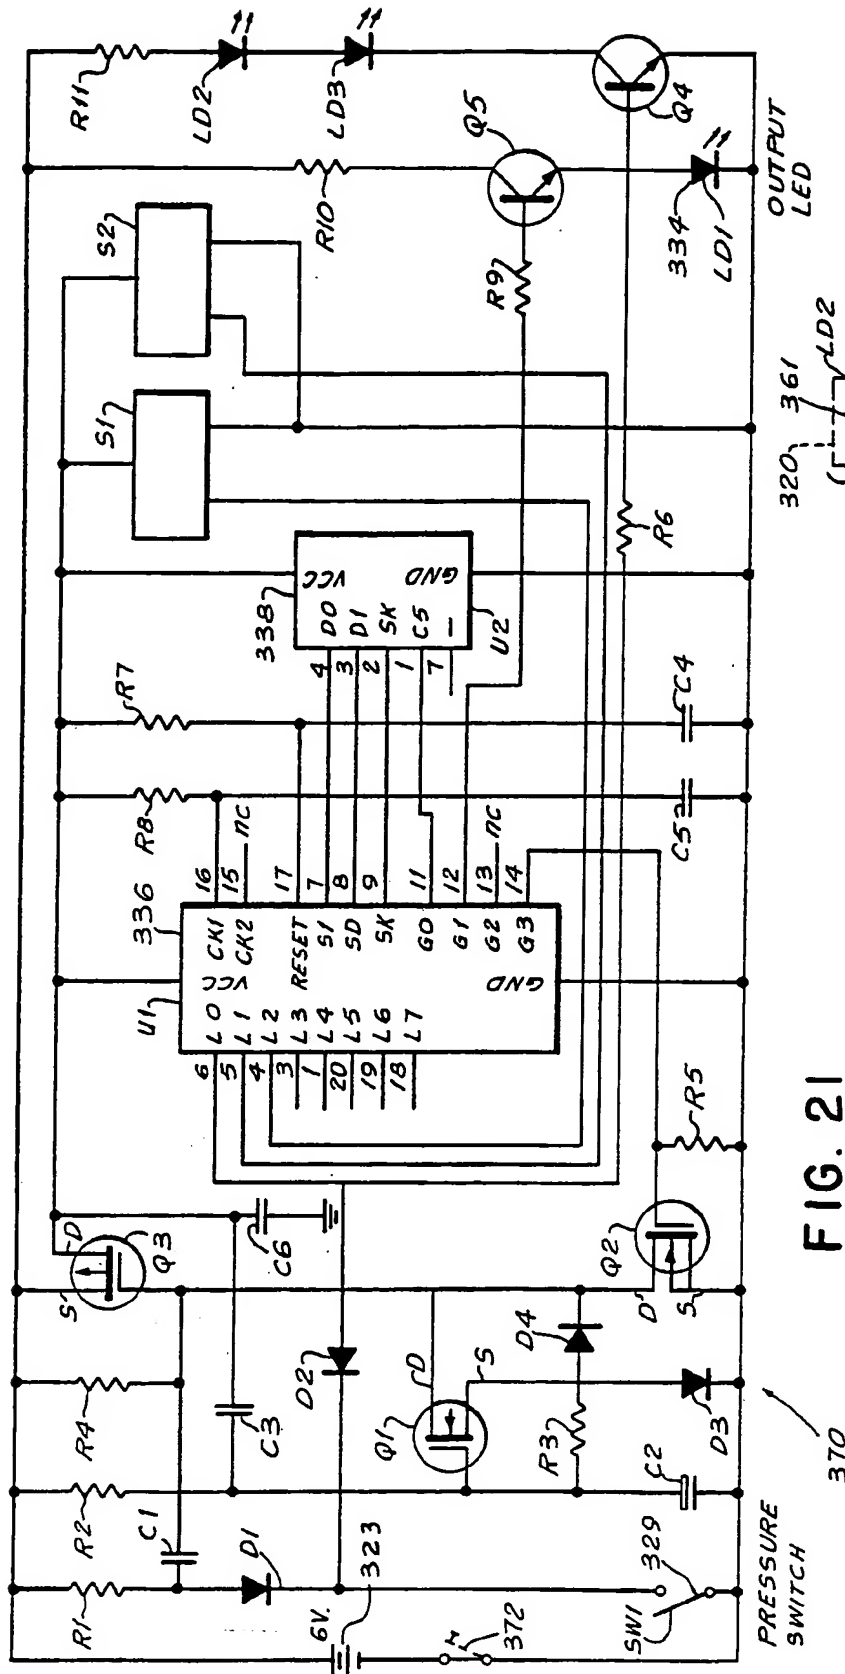 R11
LD2
LD3
Q4
Q5
R10
R9
334
LD1
OUTPUT
LED
S2
S1
R6
338
VCC
GND
DO
DI
SK
CS
4
3
2
1
7
U2
R7
R8
C4
C5
nc
16
15
17
7
8
9
11
12
13
nc
14
336
U1
CK1
CK2
VCC
RESET
SI
SD
SK
GO
G1
G2
G3
GND
L0
L1
L2
L3
L4
L5
L6
L7
6
5
4
3
1
20
19
18
R5
Q2
D
S
Q3
S
D
C6
C3
D2
R4
R2
R1
C1
D1
6V.
323
Q1
D
S
D4
R3
D3
C2
372
SW1
329
PRESSURE
SWITCH
370
FIG. 21
320
361
LD2